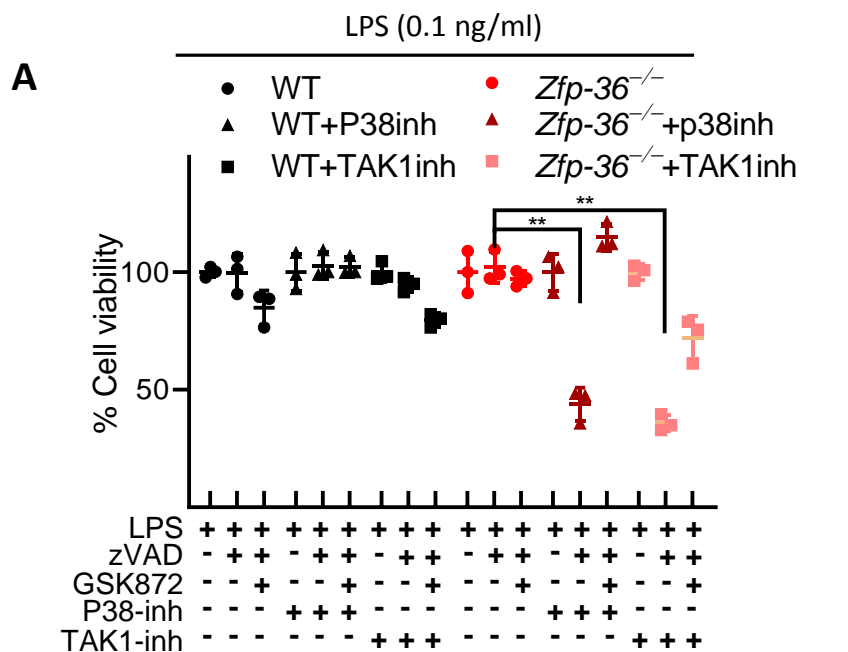 LPS (0.1 ng/ml)
A
WT
Zfp-36−/−
WT+P38inh
Zfp-36−/−+p38inh
WT+TAK1inh
Zfp-36−/−+TAK1inh
**
**
% Cell viability
100
50
LPS + + + + + + + + + + + + + + + + + +
zVAD - + + - + + - + + - + + - + + - + +
GSK872 - - + - - + - - + - - + - - + - - +
P38-inh - - - + + + - - - - - - + + + - - -
TAK1-inh - - - - - - + + + - - - - - - + + +